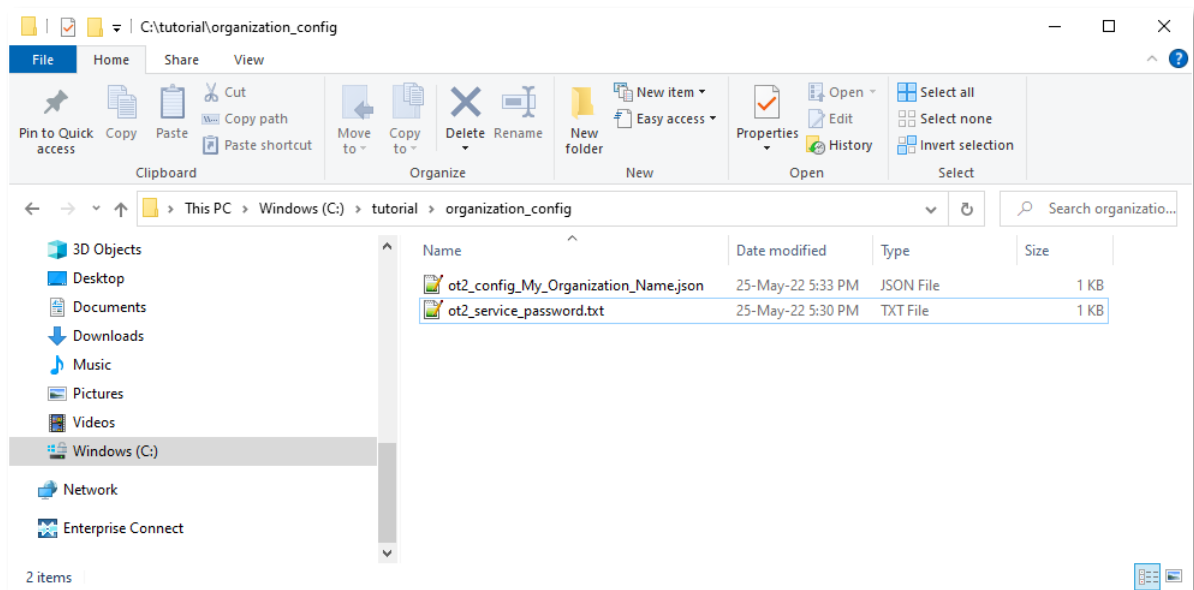 C:\tutorial\organization_config
File Home Share View
Pin to Quick access
Copy
Paste
Cut
Copy path
Paste shortcut
Move to
Copy to
Delete
Rename
New folder
New item
Easy access
Properties
Open
Edit
History
Select all
Select none
Invert selection
Clipboard Organize New Open Select
This PC > Windows (C:) > tutorial > organization_config
Search organizatio...
Name Date modified Type Size
ot2_config_My_Organization_Name.json 25-May-22 5:33 PM JSON File 1 KB
ot2_service_password.txt 25-May-22 5:30 PM TXT File 1 KB
3D Objects
Desktop
Documents
Downloads
Music
Pictures
Videos
Windows (C:)
Network
Enterprise Connect
2 items